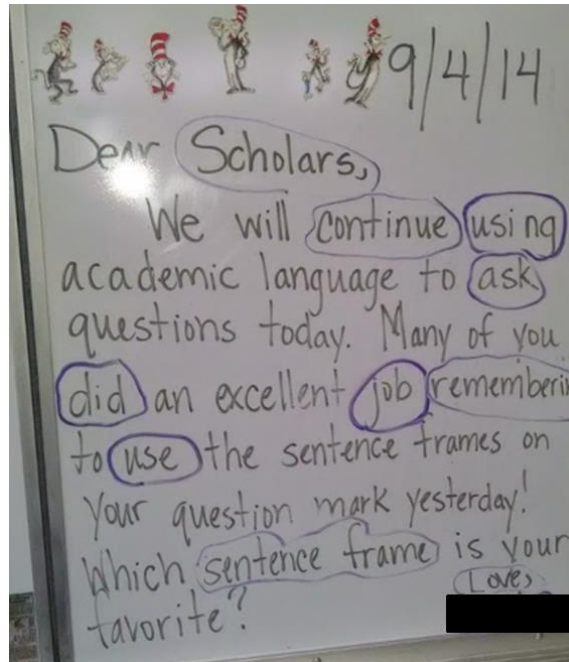 9/4/14
Dear Scholars,
We will continue using
academic language to ask
questions today. Many of you
did an excellent job rememberin
to use the sentence frames on
your question mark yesterday!
Which sentence frame is your
favorite?
Love,